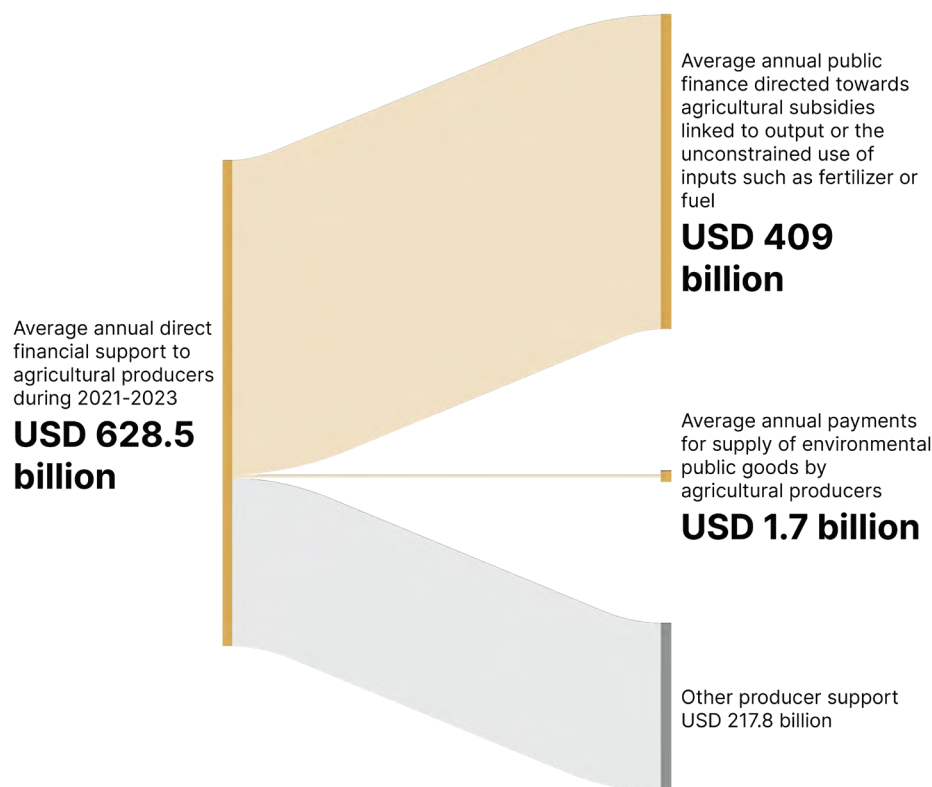 Average annual direct
financial support to
agricultural producers
during 2021-2023
USD 628.5
billion
Average annual public
finance directed towards
agricultural subsidies
linked to output or the
unconstrained use of
inputs such as fertilizer or
fuel
USD 409
billion
Average annual payments
for supply of environmental
public goods by
agricultural producers
USD 1.7 billion
Other producer support
USD 217.8 billion